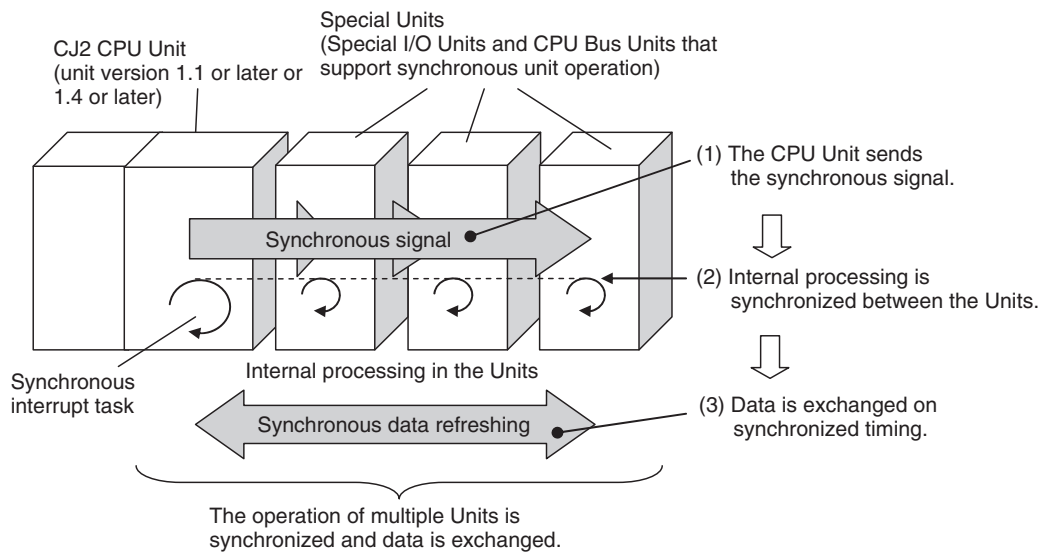 Special Units
(Special I/O Units and CPU Bus Units that
support synchronous unit operation)
CJ2 CPU Unit
(unit version 1.1 or later or
1.4 or later)
(1) The CPU Unit sends
the synchronous signal.
Synchronous signal
(2) Internal processing is
synchronized between the Units.
Internal processing in the Units
Synchronous
interrupt task
(3) Data is exchanged on
synchronized timing.
Synchronous data refreshing
The operation of multiple Units is
synchronized and data is exchanged.